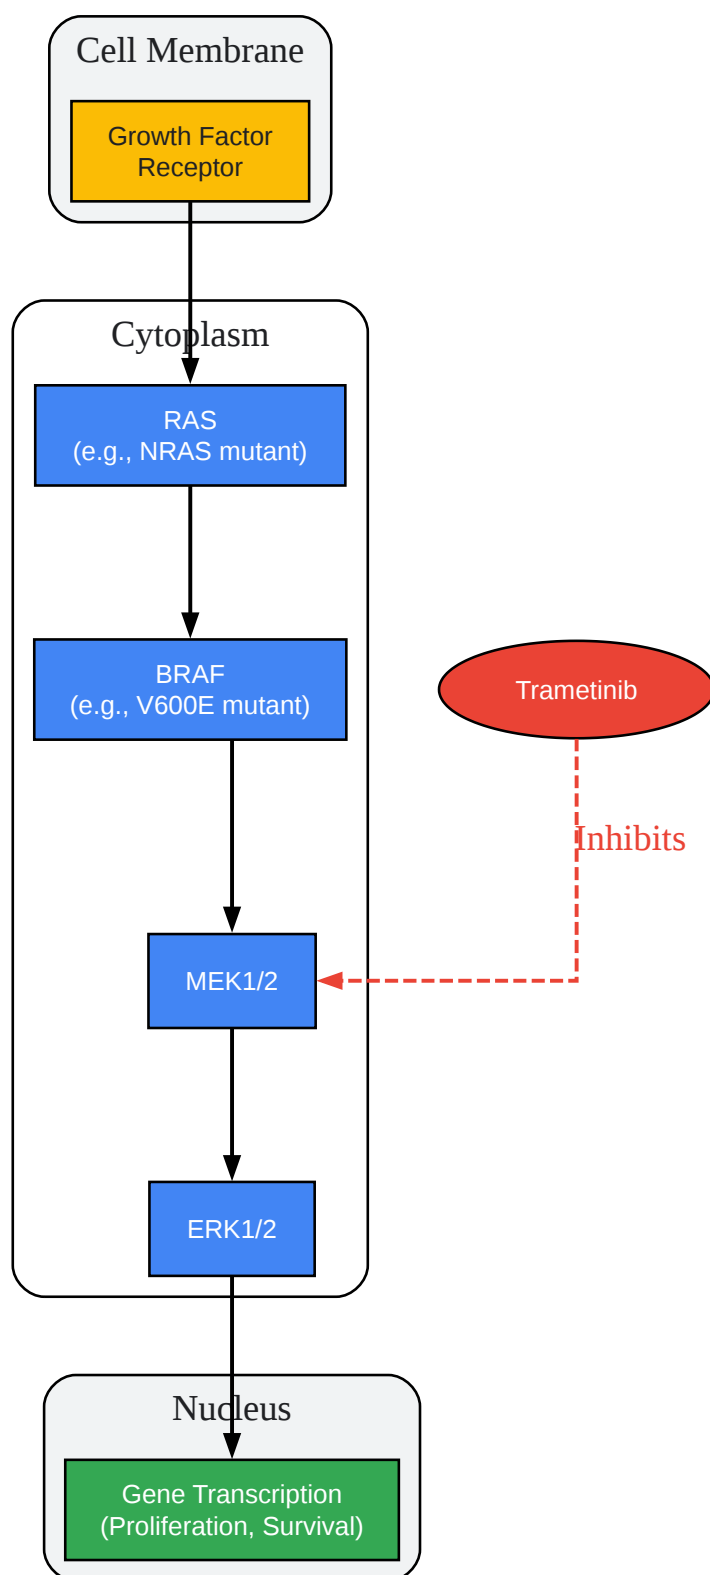 Cell Membrane
Growth Factor
Receptor
Cytoplasm
RAS
(e.g., NRAS mutant)
BRAF
(e.g., V600E mutant)
Trametinib
Inhibits
MEK1/2
ERK1/2
Nucleus
Gene Transcription
(Proliferation, Survival)